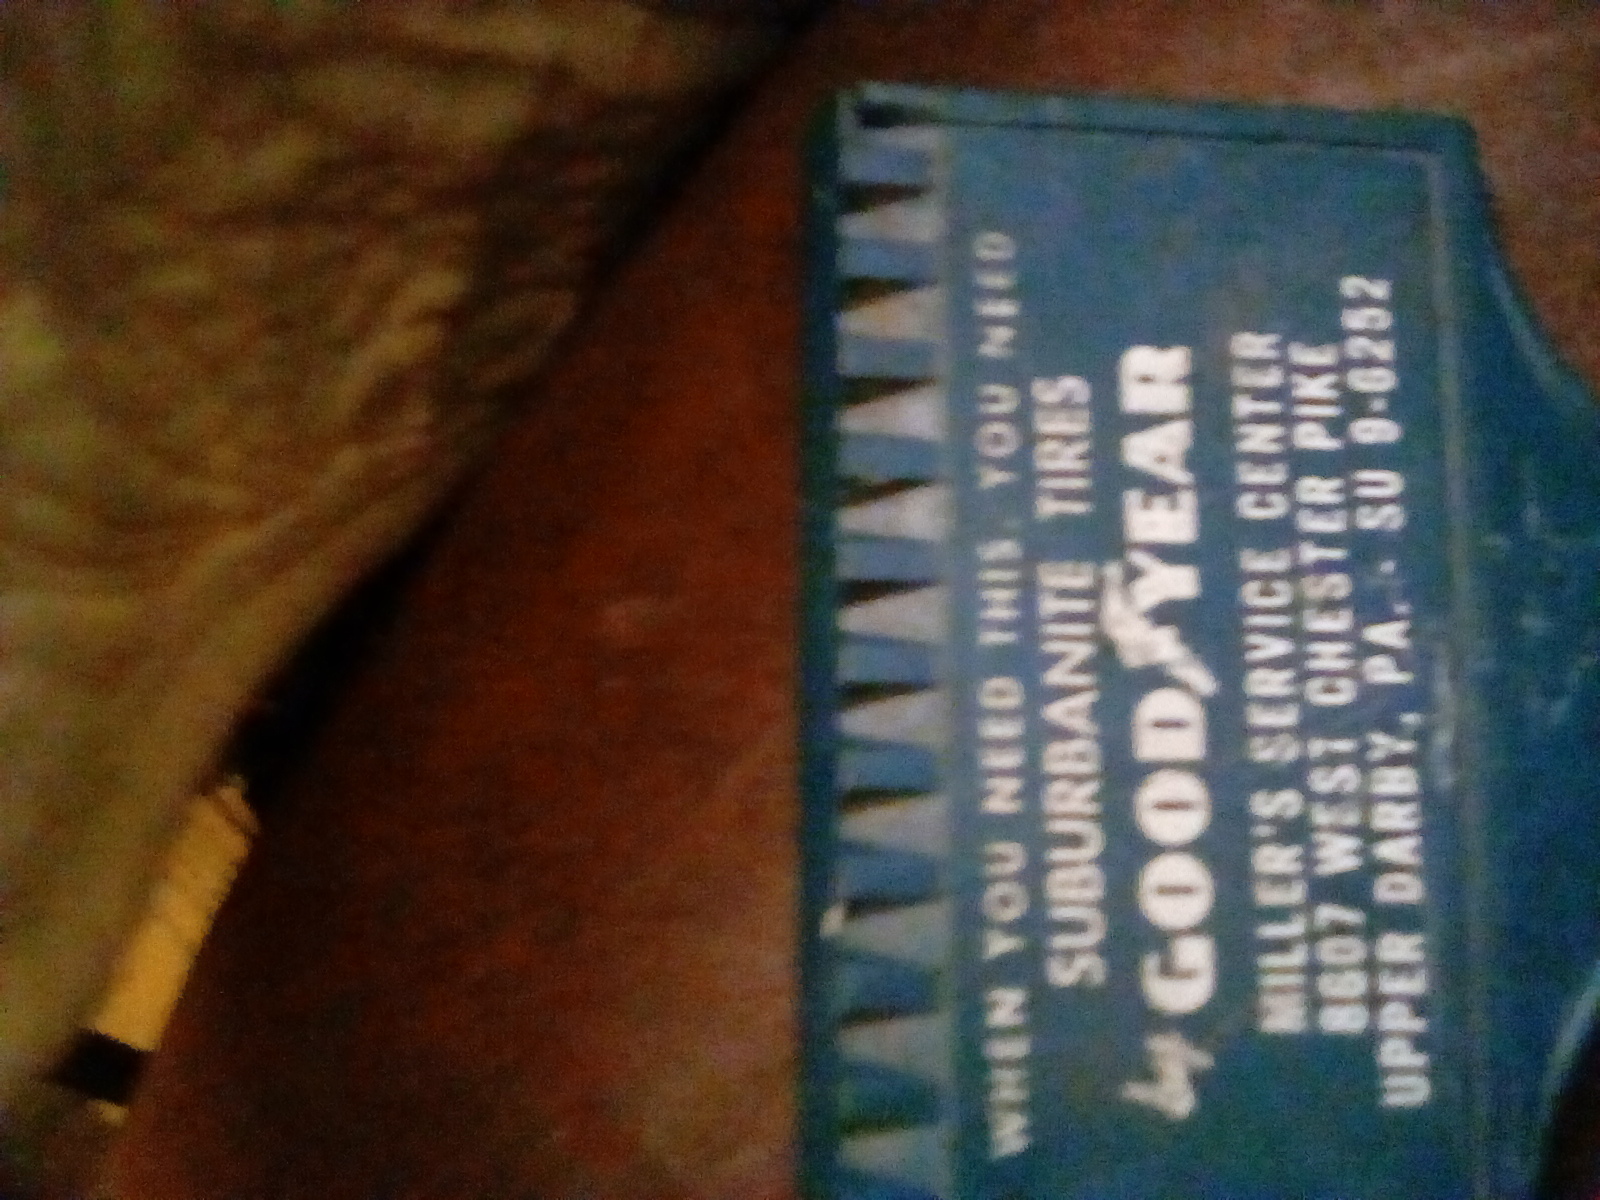 WHEN YOU NEED THIS, YOU NEED
SUBURBANITE TIRES
by GOODYEAR
MILLER'S SERVICE CENTER
8607 WEST CHESTER PIKE
UPPER DARBY, PA. - SU 9-0252